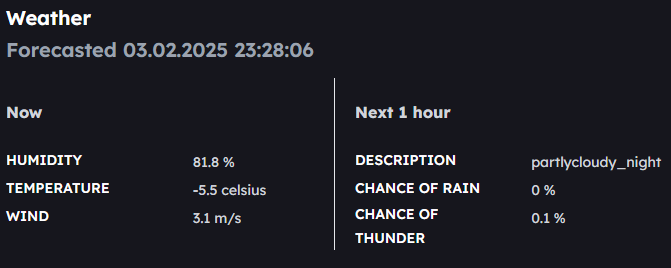 Weather
Forecasted 03.02.2025 23:28:06
Now
HUMIDITY 81.8 %
TEMPERATURE -5.5 celsius
WIND 3.1 m/s
Next 1 hour
DESCRIPTION partlycloudy_night
CHANCE OF RAIN 0 %
CHANCE OF 0.1 %
THUNDER